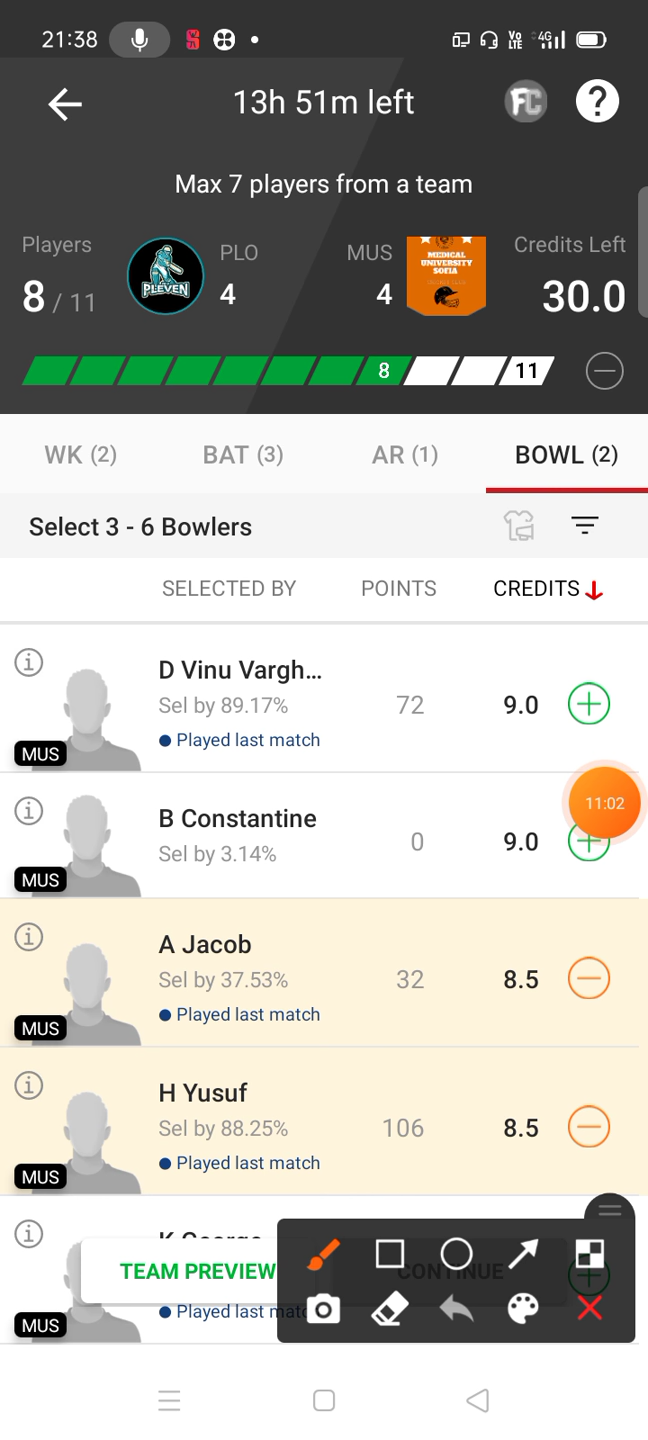 21:38
Vo LTE 4G
13h 51m left
FC ?
Max 7 players from a team
Players PLO MUS Credits Left
8 / 11 4 4 30.0
PLEVEN
MEDICAL
UNIVERSITY
SOFIA
8 11
WK (2) BAT (3) AR (1) BOWL (2)
Select 3 - 6 Bowlers
SELECTED BY POINTS CREDITS
D Vinu Vargh...
Sel by 89.17% 72 9.0
Played last match
MUS
11:02
B Constantine
Sel by 3.14% 0 9.0
MUS
A Jacob
Sel by 37.53% 32 8.5
Played last match
MUS
H Yusuf
Sel by 88.25% 106 8.5
Played last match
MUS
TEAM PREVIEW CONTINUE
Played last
MUS